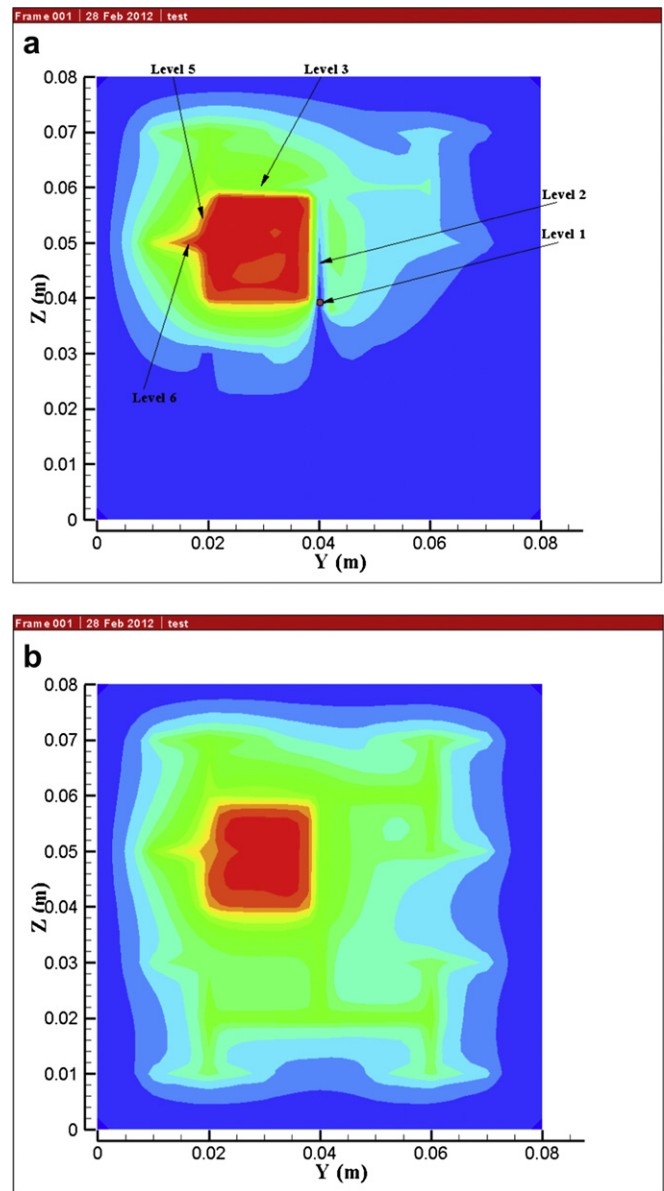 Frame 001 | 28 Feb 2012 | test
a
Level 5
Level 3
0.08
0.07
0.06
Level 2
0.05
Level 1
Z (m)
0.04
0.03
Level 6
0.02
0.01
0
0 0.02 0.04 0.06 0.08
Y (m)
Frame 001 | 28 Feb 2012 | test
b
0.08
0.07
0.06
0.05
Z (m)
0.04
0.03
0.02
0.01
0
0 0.02 0.04 0.06 0.08
Y (m)